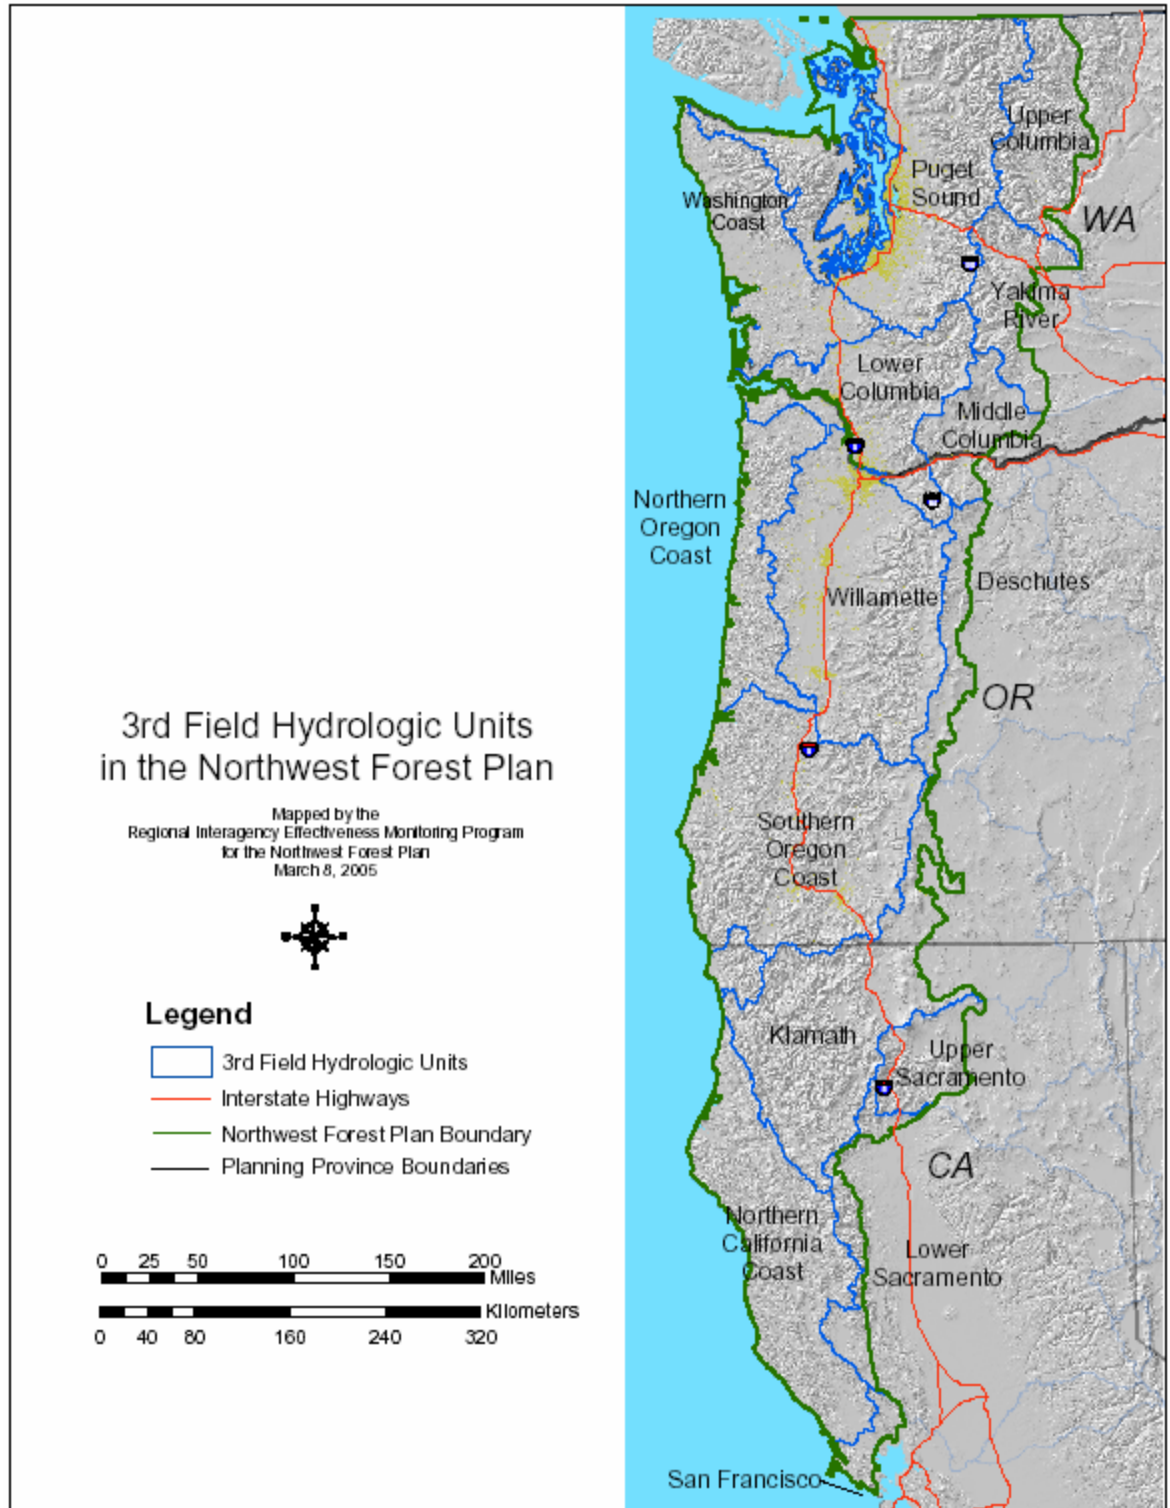 Upper
Columbia
Puget
Sound
Washington
Coast
WA
Yakima
River
Lower
Columbia
Middle
Columbia
Northern
Oregon
Coast
Deschutes
Willamette
OR
3rd Field Hydrologic Units
in the Northwest Forest Plan
Mapped by the
Regional Interagency Effectiveness Monitoring Program
for the Northwest Forest Plan
March 8, 2005
Southern
Oregon
Coast
Legend
3rd Field Hydrologic Units
Interstate Highways
Northwest Forest Plan Boundary
Planning Province Boundaries
Klamath
Upper
Sacramento
CA
Northern
California
Coast
Lower
Sacramento
0 25 50 100 150 200
Miles
Kilometers
0 40 80 160 240 320
San Francisco